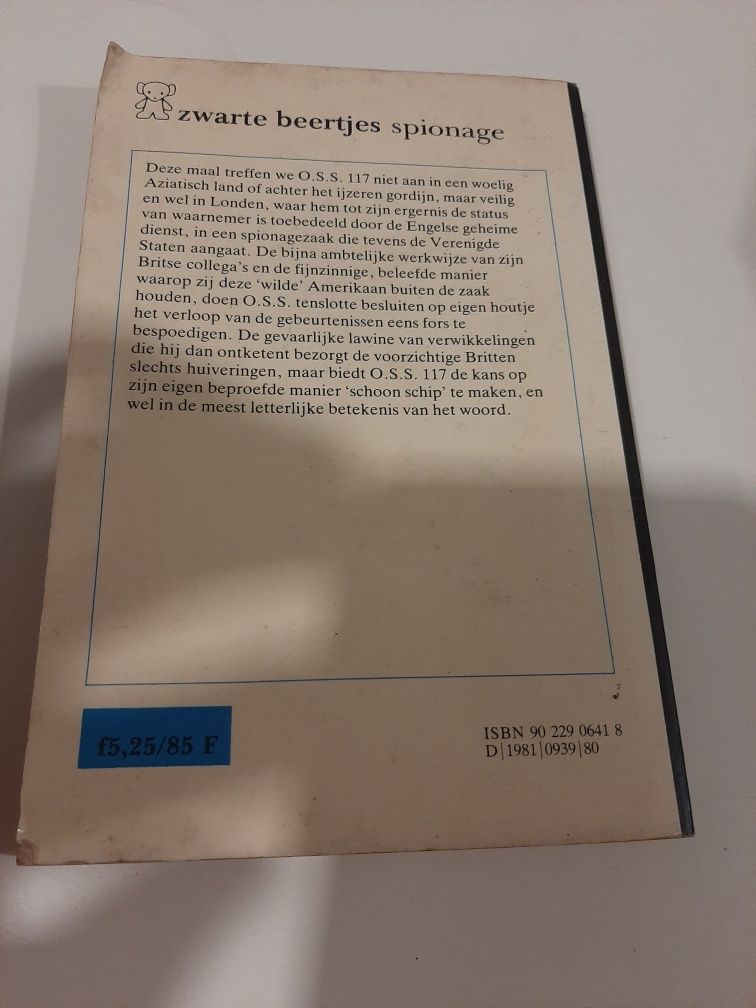 zwarte beertjes spionage
Deze maal treffen we O.S.S. 117 niet aan in een woelig
Aziatisch land of achter het ijzeren gordijn, maar veilig
en wel in Londen, waar hem tot zijn ergernis de status
van waarnemer is toebedeeld door de Engelse geheime
dienst, in een spionagezaak die tevens de Verenigde
Staten aangaat. De bijna ambtelijke werkwijze van zijn
Britse collega's en de fijnzinnige, beleefde manier
waarop zij deze 'wilde' Amerikaan buiten de zaak
houden, doen O.S.S. tenslotte besluiten op eigen houtje
het verloop van de gebeurtenissen eens fors te
bespoedigen. De gevaarlijke lawine van verwikkelingen
die hij dan ontketent bezorgt de voorzichtige Britten
slechts huiveringen, maar biedt O.S.S. 117 de kans op
zijn eigen beproefde manier 'schoon schip' te maken, en
wel in de meest letterlijke betekenis van het woord.
f5,25/85 F
ISBN 90 229 0641 8
D|1981|0939|80